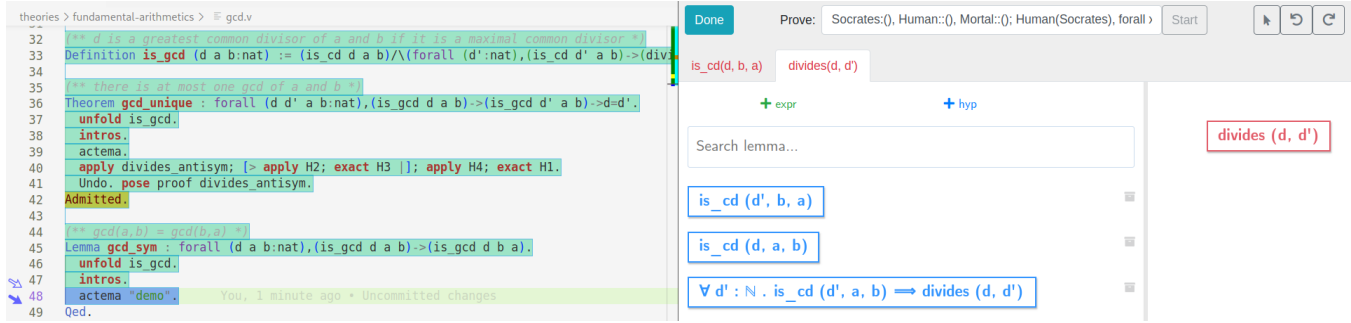 theories > fundamental-arithmetics > gcd.v
32 (** d is a greatest common divisor of a and b if it is a maximal common divisor *)
33 Definition is_gcd (d a b:nat) := (is_cd d a b)/\(forall (d':nat),(is_cd d' a b)->(divi
34
35 (** there is at most one gcd of a and b *)
36 Theorem gcd_unique : forall (d d' a b:nat),(is_gcd d a b)->(is_gcd d' a b)->d=d'.
37 unfold is_gcd.
38 intros.
39 actema.
40 apply divides_antisym; [> apply H2; exact H3 |]; apply H4; exact H1.
41 Undo. pose proof divides_antisym.
42 Admitted.
43
44 (** gcd(a,b) = gcd(b,a) *)
45 Lemma gcd_sym : forall (d a b:nat),(is_gcd d a b)->(is_gcd d b a).
46 unfold is_gcd.
47 intros.
48 actema "demo". You, 1 minute ago • Uncommitted changes
49 Qed.
Done Prove: Socrates:(), Human::(), Mortal::(); Human(Socrates), forall Start
is_cd(d, b, a) divides(d, d')
+ expr + hyp
Search lemma...
is_cd (d', b, a)
is_cd (d, a, b)
∀ d' : ℕ . is_cd (d', a, b) ⟹ divides (d, d')
divides (d, d')